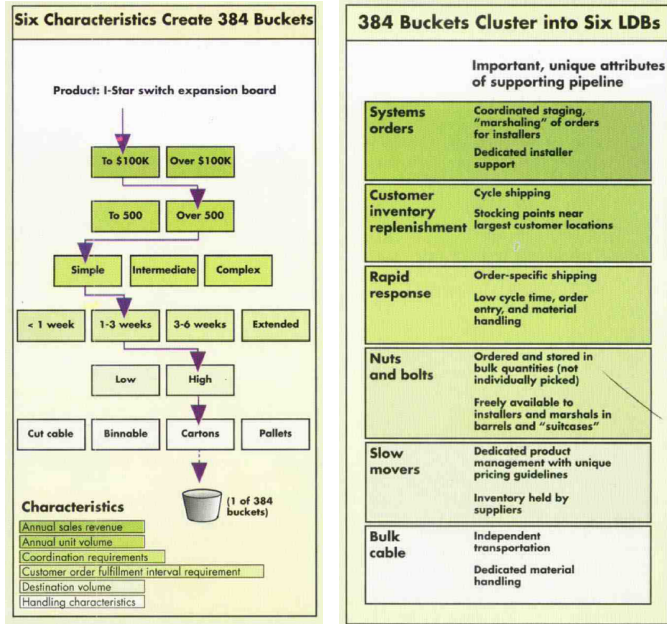 Six Characteristics Create 384 Buckets
Product: I-Star switch expansion board
To $100K
Over $100K
To 500
Over 500
Simple
Intermediate
Complex
< 1 week
1-3 weeks
3-6 weeks
Extended
Low
High
Cut cable
Binnable
Cartons
Pallets
(1 of 384
buckets)
Characteristics
Annual sales revenue
Annual unit volume
Coordination requirements
Customer order fulfillment interval requirement
Destination volume
Handling characteristics
384 Buckets Cluster into Six LDBs
Important, unique attributes
of supporting pipeline
Systems
orders
Coordinated staging,
"marshaling" of orders
for installers
Dedicated installer
support
Customer
inventory
replenishment
Cycle shipping
Stocking points near
largest customer locations
Rapid
response
Order-specific shipping
Low cycle time, order
entry, and material
handling
Nuts
and bolts
Ordered and stored in
bulk quantities (not
individually picked)
Freely available to
installers and marshals in
barrels and "suitcases"
Slow
movers
Dedicated product
management with unique
pricing guidelines
Inventory held by
suppliers
Bulk
cable
Independent
transportation
Dedicated material
handling